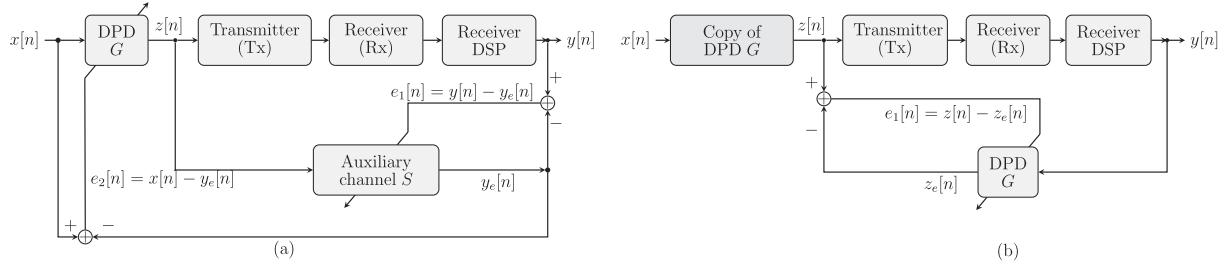 x[n]
DPD
G
z[n]
Transmitter
(Tx)
Receiver
(Rx)
Receiver
DSP
y[n]
+
e₁[n] = y[n] − yₑ[n]
−
Auxiliary
channel S
yₑ[n]
e₂[n] = x[n] − yₑ[n]
+
−
(a)
x[n]
Copy of
DPD G
z[n]
Transmitter
(Tx)
Receiver
(Rx)
Receiver
DSP
y[n]
+
e₁[n] = z[n] − zₑ[n]
−
DPD
G
zₑ[n]
(b)